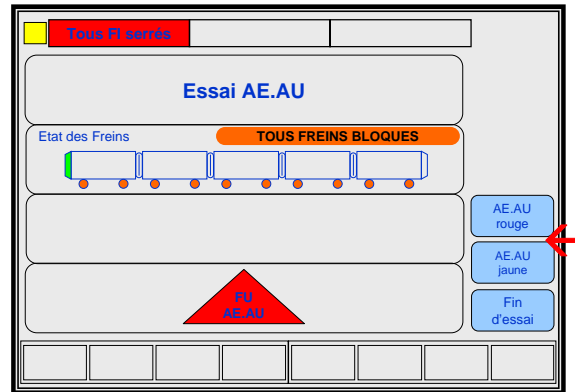 Tous FI serrés
Essai AE.AU
Etat des Freins
TOUS FREINS BLOQUES
AE.AU
rouge
AE.AU
jaune
FU
AE.AU
Fin
d'essai